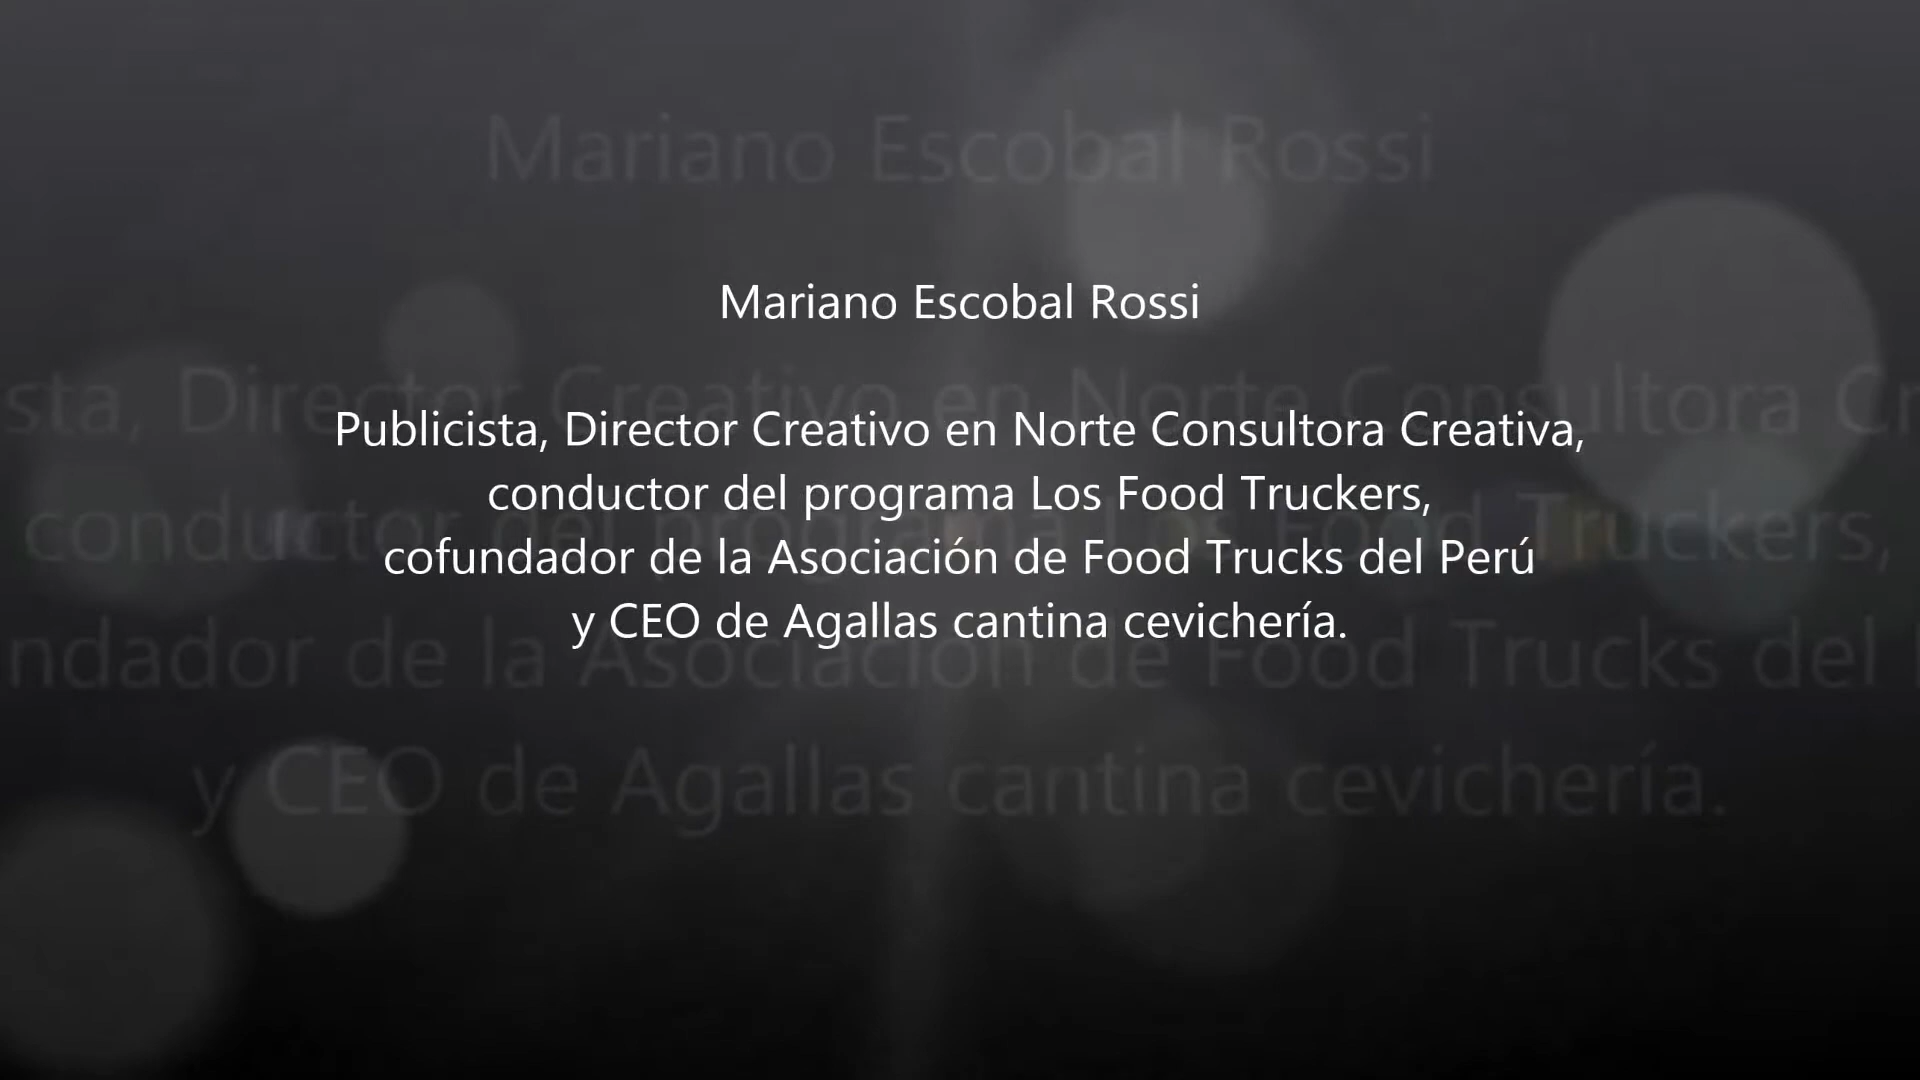 Mariano Escobal Rossi
Publicista, Director Creativo en Norte Consultora Creativa,
conductor del programa Los Food Truckers,
cofundador de la Asociación de Food Trucks del Perú
y CEO de Agallas cantina cevichería.